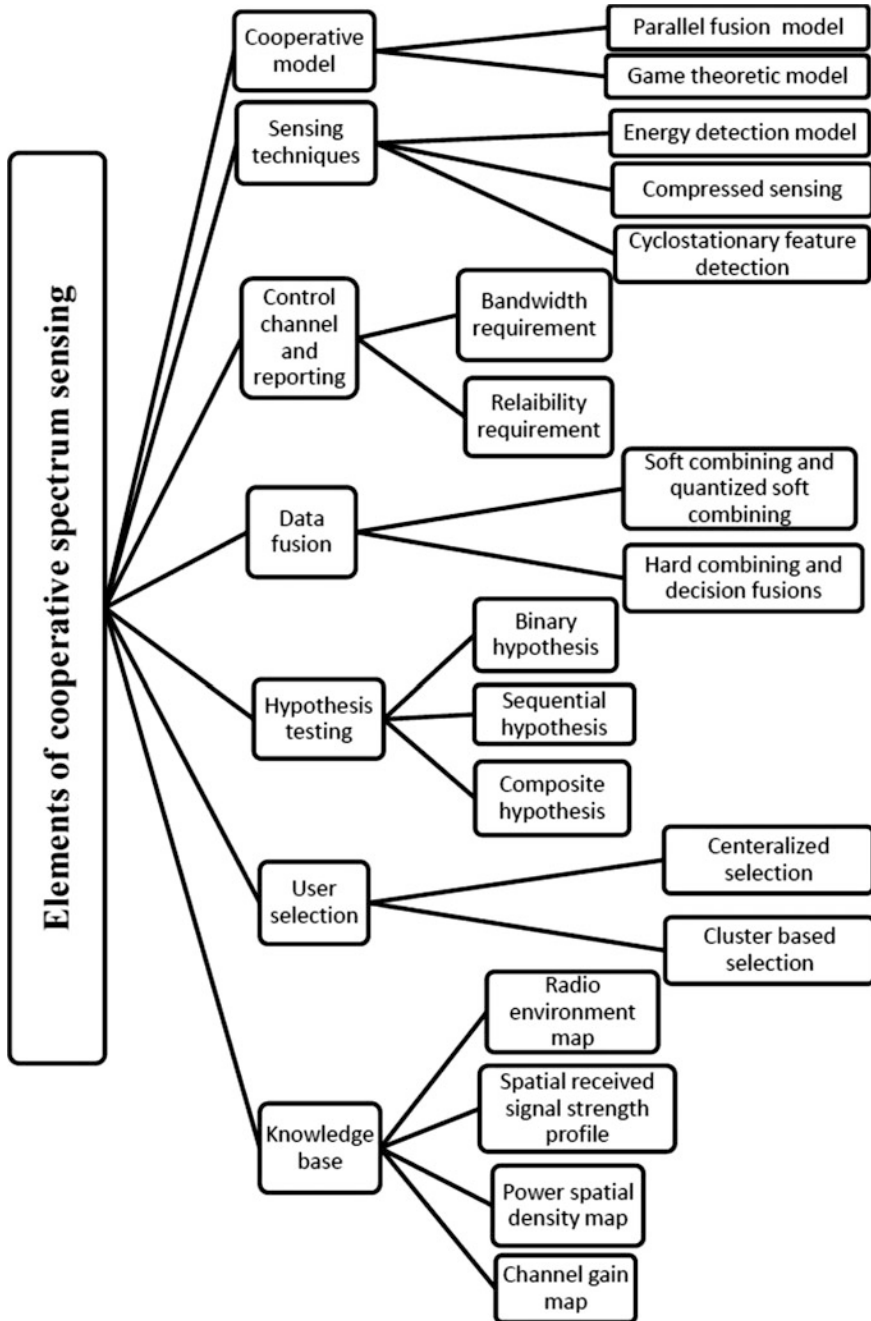 Elements of cooperative spectrum sensing
Cooperative
model
Parallel fusion model
Game theoretic model
Sensing
techniques
Energy detection model
Compressed sensing
Cyclostationary feature
detection
Control
channel
and
reporting
Bandwidth
requirement
Relaibility
requirement
Data
fusion
Soft combining and
quantized soft
combining
Hard combining and
decision fusions
Hypothesis
testing
Binary
hypothesis
Sequential
hypothesis
Composite
hypothesis
User
selection
Centeralized
selection
Cluster based
selection
Knowledge
base
Radio
environment
map
Spatial received
signal strength
profile
Power spatial
density map
Channel gain
map